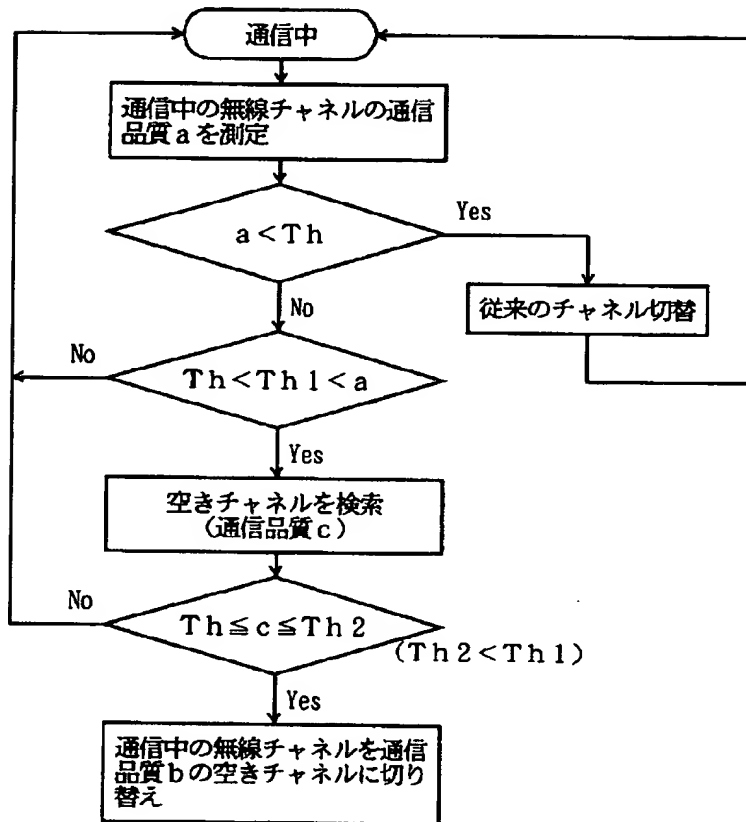 通信中
通信中の無線チャネルの通信
品質aを測定
a<Th
Yes
従来のチャネル切替
No
Th<Th1<a
No
Yes
空きチャネルを検索
(通信品質c)
Th≦c≦Th2
No
(Th2<Th1)
Yes
通信中の無線チャネルを通信
品質bの空きチャネルに切り
替え